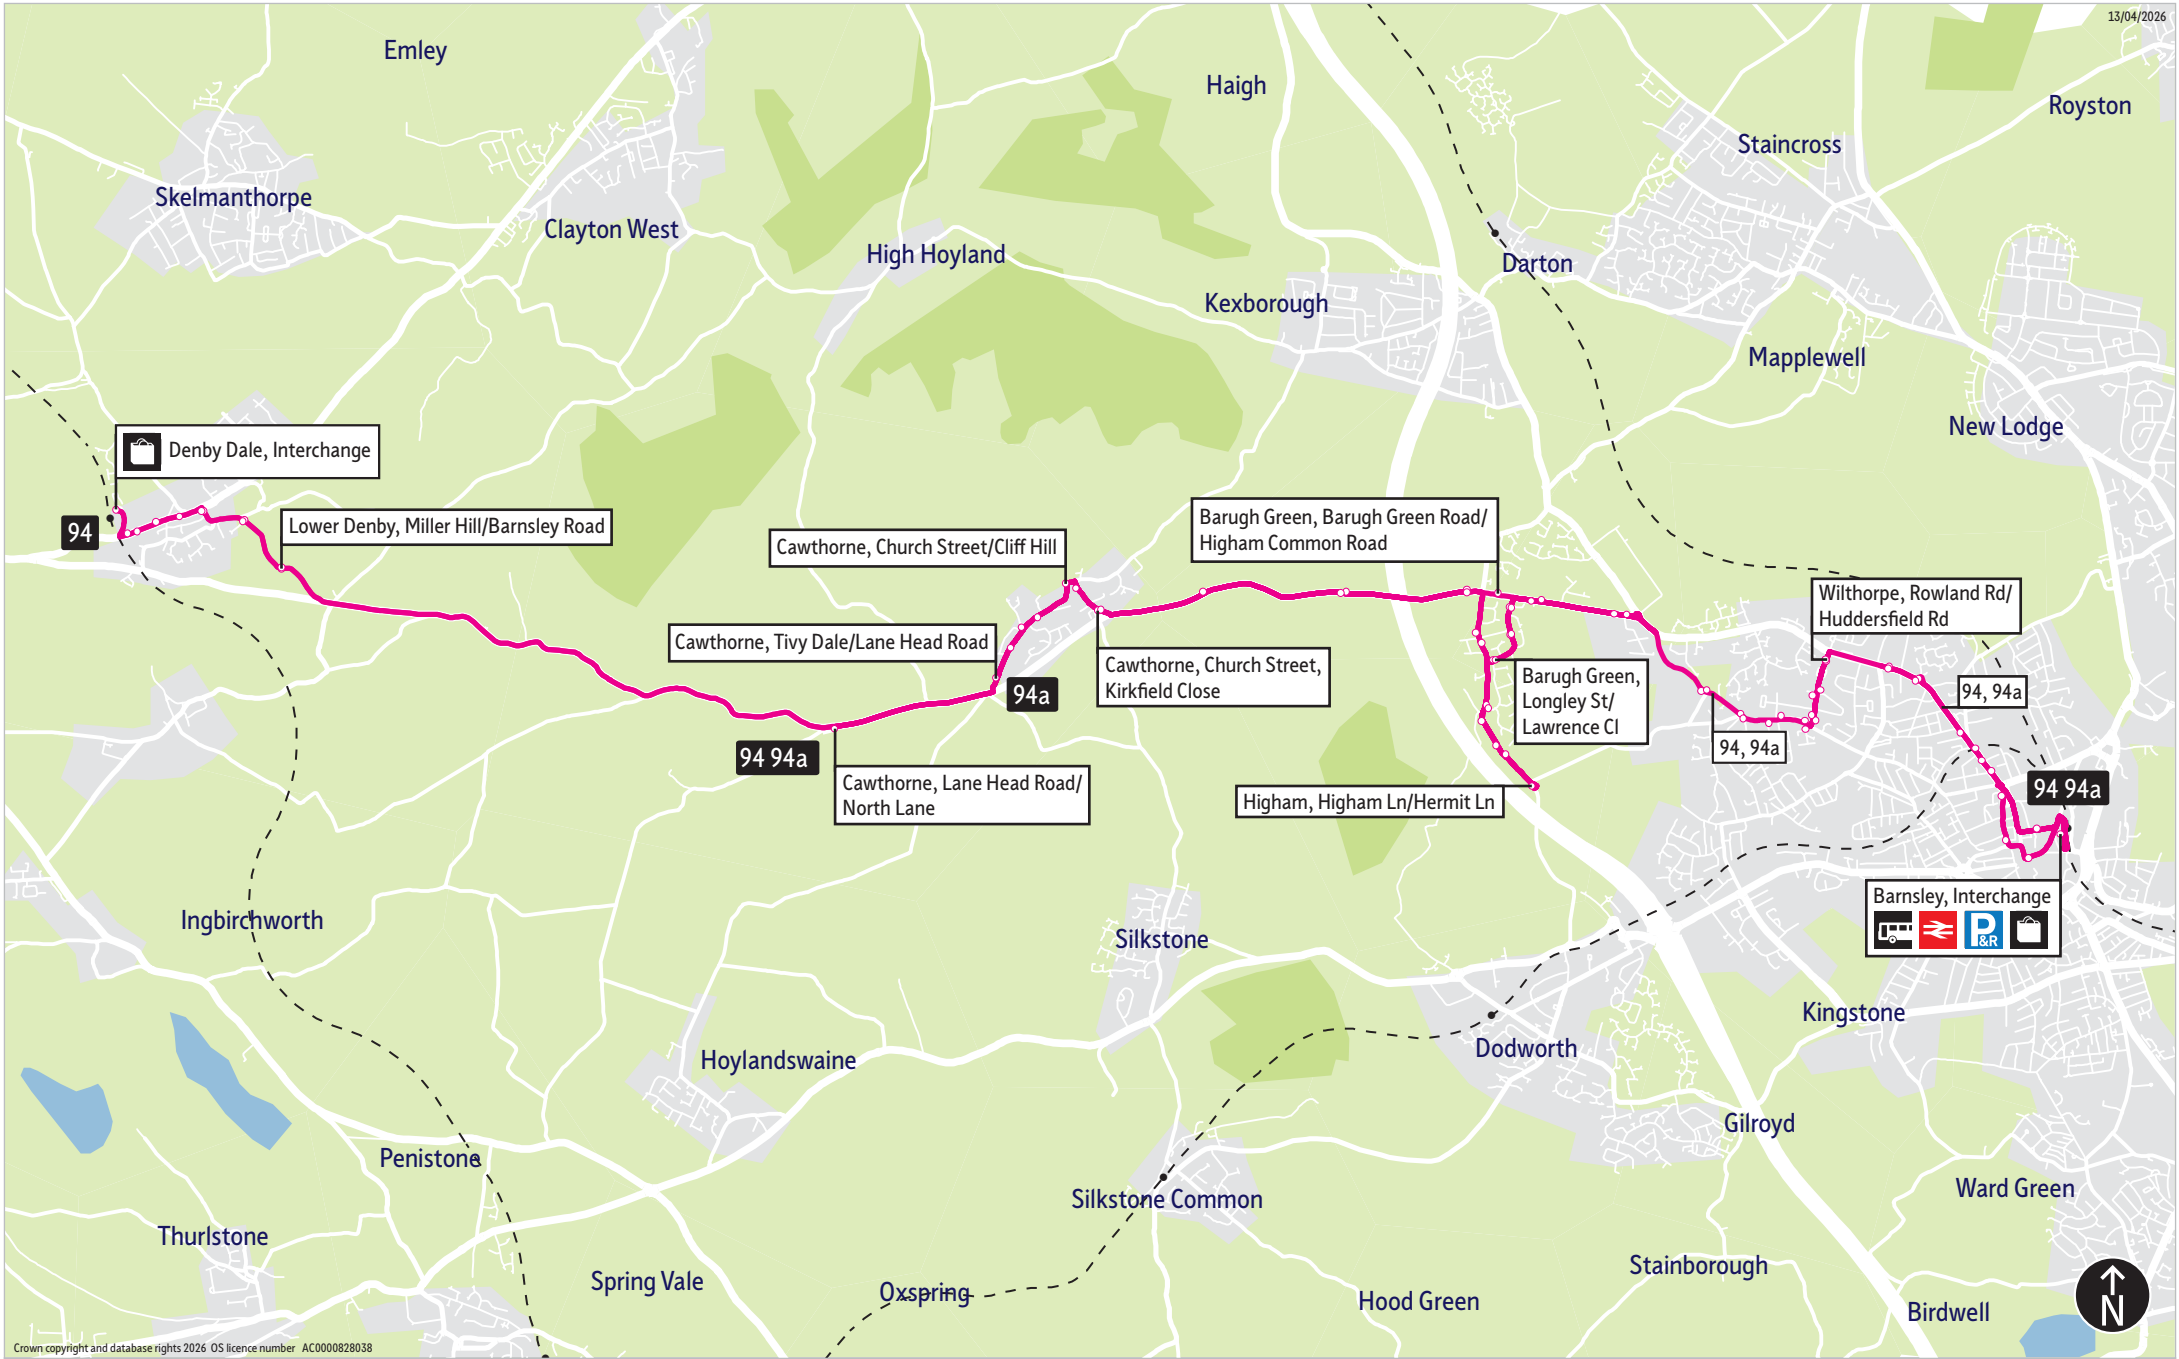 13/04/2026
Emley
Haigh
Royston
Staincross
Skelmanthorpe
Clayton West
High Hoyland
Darton
Kexborough
Mapplewell
New Lodge
Denby Dale, Interchange
94
Lower Denby, Miller Hill/Barnsley Road
Cawthorne, Church Street/Cliff Hill
Barugh Green, Barugh Green Road/
Higham Common Road
Wilthorpe, Rowland Rd/
Huddersfield Rd
Cawthorne, Tivy Dale/Lane Head Road
Cawthorne, Church Street,
Kirkfield Close
94a
Barugh Green,
Longley St/
Lawrence Cl
94, 94a
94, 94a
94 94a
Cawthorne, Lane Head Road/
North Lane
Higham, Higham Ln/Hermit Ln
94 94a
Barnsley, Interchange
P
&R
Ingbirchworth
Silkstone
Kingstone
Hoylandswaine
Dodworth
Gilroyd
Penistone
Silkstone Common
Ward Green
Thurlstone
Spring Vale
Oxspring
Hood Green
Stainborough
Birdwell
N
Crown copyright and database rights 2026 OS licence number AC0000828038